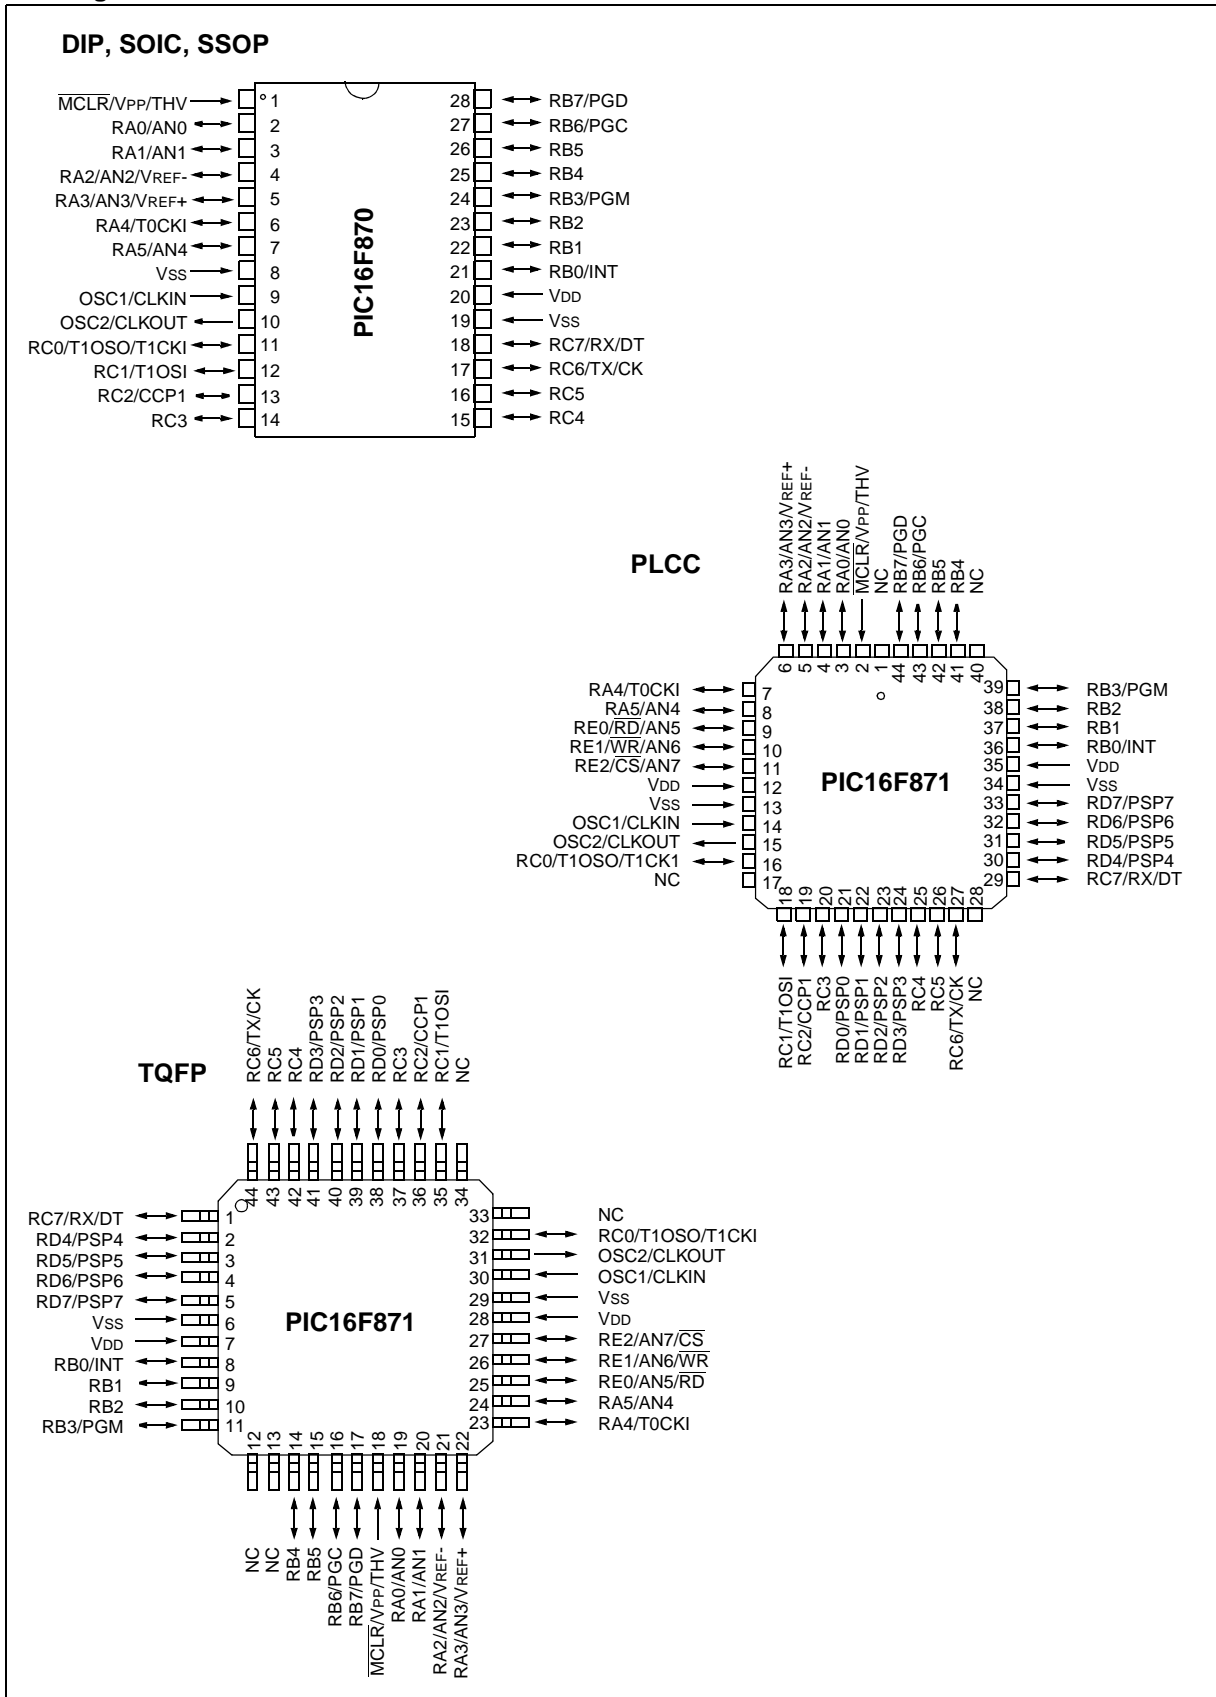 DIP, SOIC, SSOP
MCLR/VPP/THV 1 28 RB7/PGD
RA0/AN0 2 27 RB6/PGC
RA1/AN1 3 26 RB5
RA2/AN2/VREF- 4 25 RB4
RA3/AN3/VREF+ 5 24 RB3/PGM
RA4/T0CKI 6 23 RB2
RA5/AN4 7 22 RB1
VSS 8 21 RB0/INT
OSC1/CLKIN 9 20 VDD
OSC2/CLKOUT 10 19 VSS
RC0/T1OSO/T1CKI 11 18 RC7/RX/DT
RC1/T1OSI 12 17 RC6/TX/CK
RC2/CCP1 13 16 RC5
RC3 14 15 RC4
PIC16F870
PLCC
RA3/AN3/VREF+
RA2/AN2/VREF-
RA1/AN1
RA0/AN0
MCLR/VPP/THV
NC
RB7/PGD
RB6/PGC
RB5
RB4
NC
6 5 4 3 2 1 44 43 42 41 40
RA4/T0CKI 7 39 RB3/PGM
RA5/AN4 8 38 RB2
RE0/RD/AN5 9 37 RB1
RE1/WR/AN6 10 36 RB0/INT
RE2/CS/AN7 11 35 VDD
VDD 12 34 VSS
VSS 13 33 RD7/PSP7
OSC1/CLKIN 14 32 RD6/PSP6
OSC2/CLKOUT 15 31 RD5/PSP5
RC0/T1OSO/T1CK1 16 30 RD4/PSP4
NC 17 29 RC7/RX/DT
PIC16F871
18 19 20 21 22 23 24 25 26 27 28
RC1/T1OSI
RC2/CCP1
RC3
RD0/PSP0
RD1/PSP1
RD2/PSP2
RD3/PSP3
RC4
RC5
RC6/TX/CK
NC
TQFP
RC6/TX/CK
RC5
RC4
RD3/PSP3
RD2/PSP2
RD1/PSP1
RD0/PSP0
RC3
RC2/CCP1
RC1/T1OSI
NC
44 43 42 41 40 39 38 37 36 35 34
RC7/RX/DT 1 33 NC
RD4/PSP4 2 32 RC0/T1OSO/T1CKI
RD5/PSP5 3 31 OSC2/CLKOUT
RD6/PSP6 4 30 OSC1/CLKIN
RD7/PSP7 5 29 VSS
VSS 6 28 VDD
VDD 7 27 RE2/AN7/CS
RB0/INT 8 26 RE1/AN6/WR
RB1 9 25 RE0/AN5/RD
RB2 10 24 RA5/AN4
RB3/PGM 11 23 RA4/T0CKI
PIC16F871
12 13 14 15 16 17 18 19 20 21 22
NC
NC
RB4
RB5
RB6/PGC
RB7/PGD
MCLR/VPP/THV
RA0/AN0
RA1/AN1
RA2/AN2/VREF-
RA3/AN3/VREF+